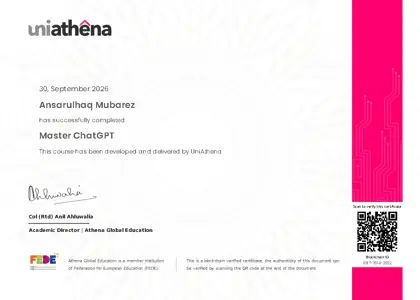 uniathena
30, September 2026
Ansarulhaq Mubarez
has successfully completed
Master ChatGPT
This course has been developed and delivered by UniAthena
Ahluwalia
Col (Rtd) Anil Ahluwalia
Academic Director | Athena Global Education
Scan to verify this certificate
Blockchain ID
FEDE
Athena Global Education is a member institution
of Federation for European Education (FEDE).
This is a blockchain verified certificate, the authenticity of this document can
be verified by scanning the QR code at the end of the document